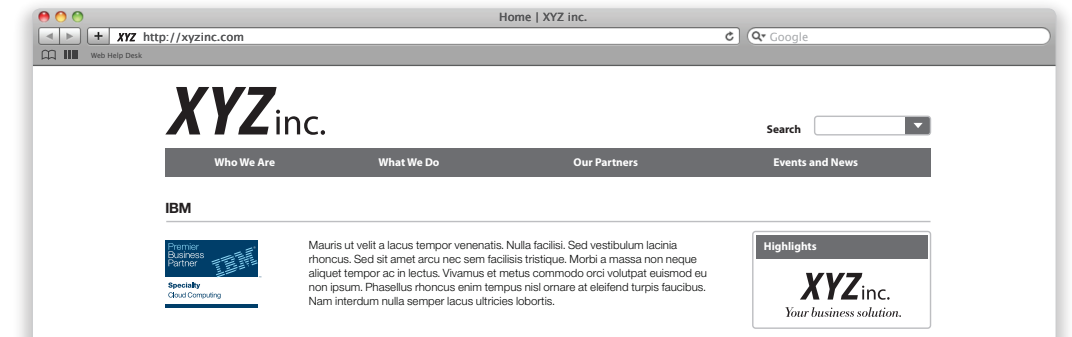 Home | XYZ inc.
XYZ http://xyzinc.com
Google
Web Help Desk
XYZ inc.
Search
Who We Are What We Do Our Partners Events and News
IBM
Premier
Business
Partner
IBM
Specialty
Cloud Computing
Mauris ut velit a lacus tempor venenatis. Nulla facilisi. Sed vestibulum lacinia
rhoncus. Sed sit amet arcu nec sem facilisis tristique. Morbi a massa non neque
aliquet tempor ac in lectus. Vivamus et metus commodo orci volutpat euismod eu
non ipsum. Phasellus rhoncus enim tempus nisl ornare at eleifend turpis faucibus.
Nam interdum nulla semper lacus ultricies lobortis.
Highlights
XYZ inc.
Your business solution.